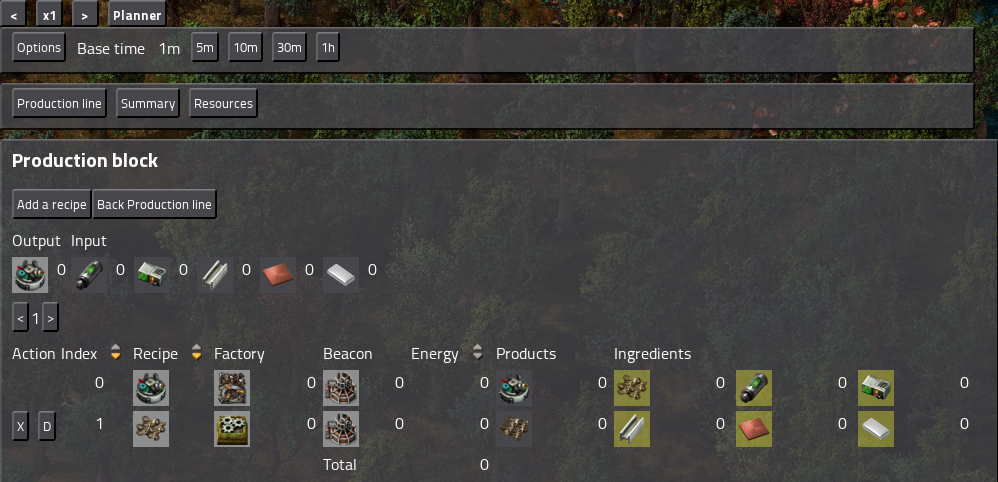 < x1 > Planner
Options Base time 1m 5m 10m 30m 1h
Production line Summary Resources
Production block
Add a recipe Back Production line
Output Input
0 0 0 0 0 0
< 1 >
Action Index Recipe Factory Beacon Energy Products Ingredients
0 0 0 0 0 0 0 0
X D 1 0 0 0 0 0 0 0
Total 0